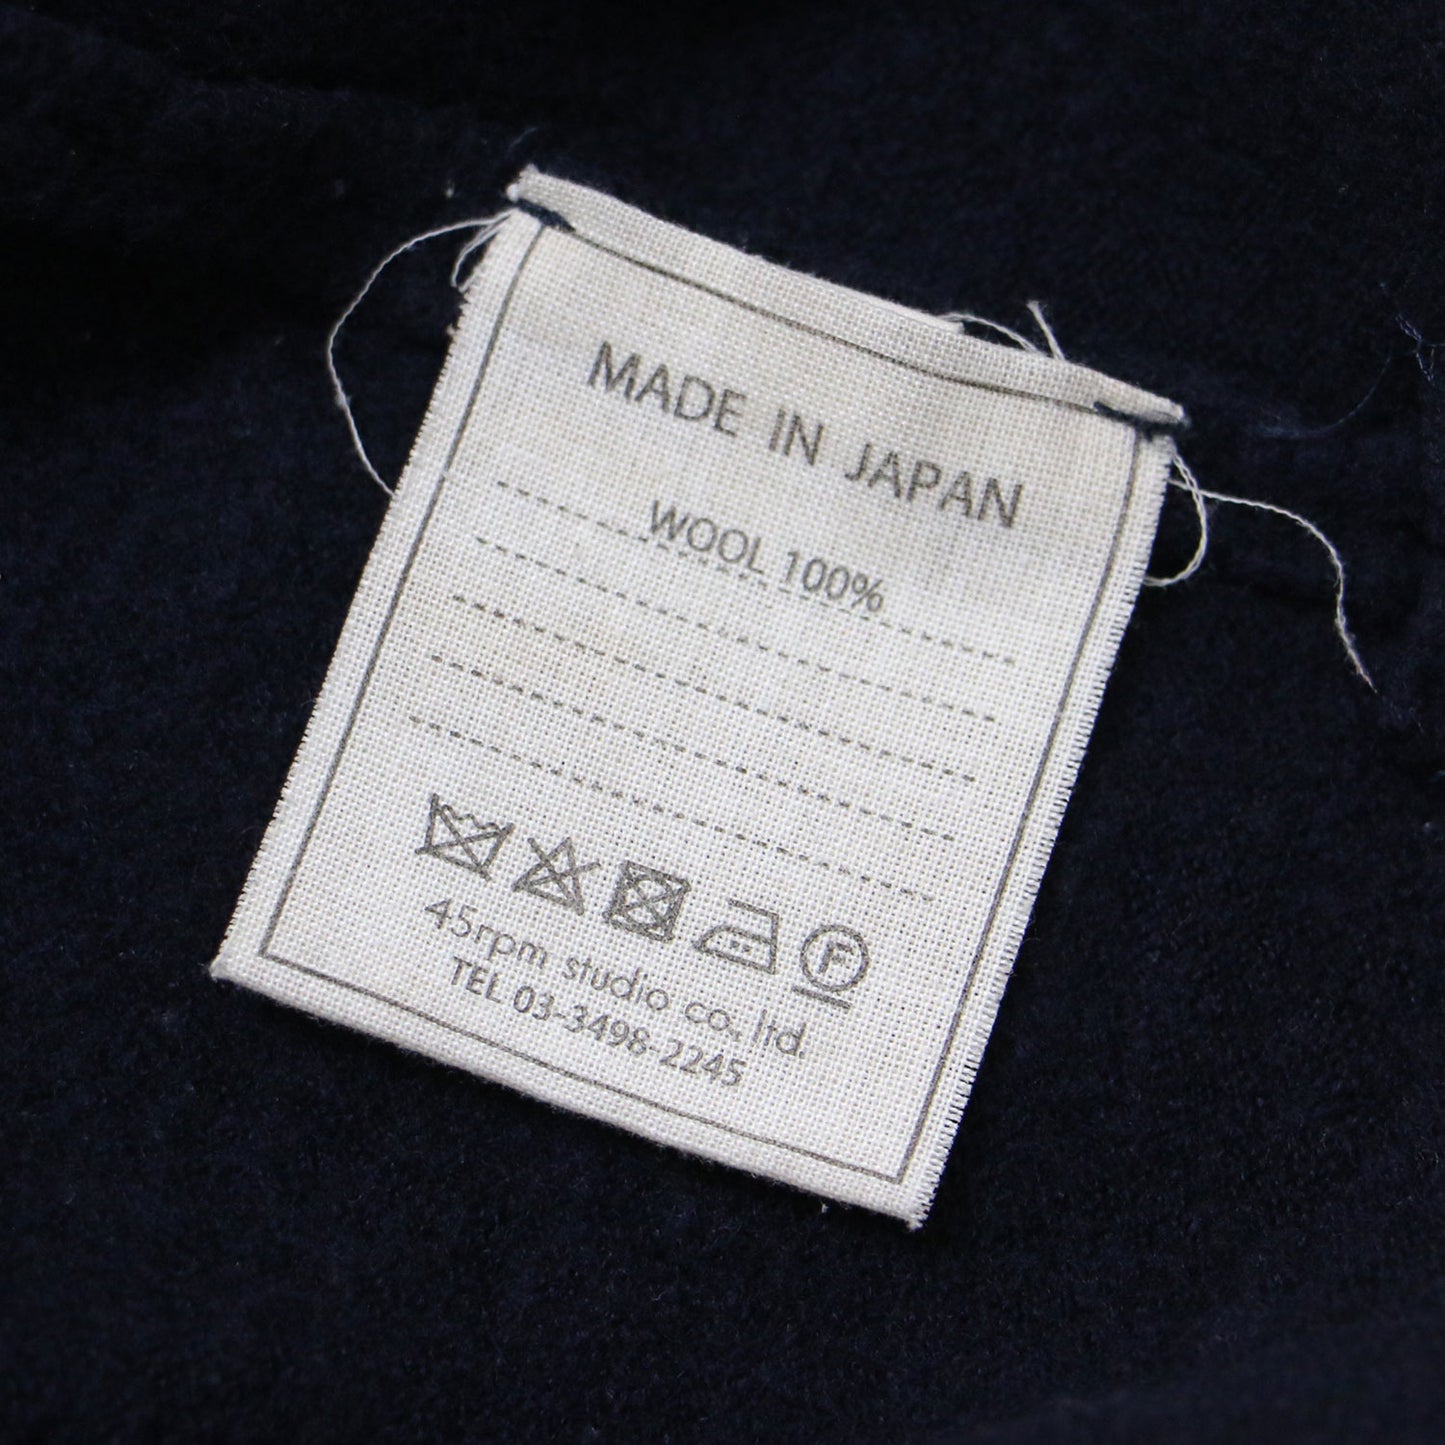 MADE IN JAPAN
WOOL 100%
F
45rpm studio co., ltd.
TEL 03-3498-2245